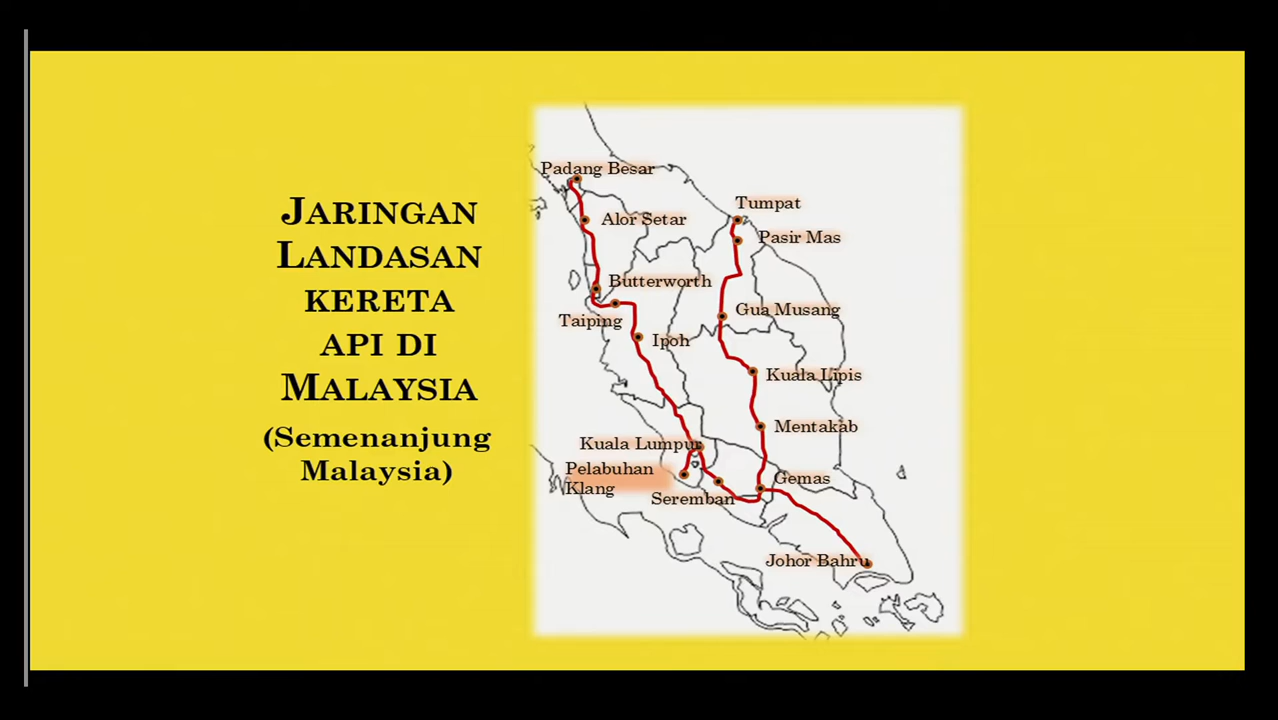 JARINGAN
LANDASAN
KERETA
API DI
MALAYSIA
(Semenanjung
Malaysia)
Padang Besar
Alor Setar
Butterworth
Taiping
Ipoh
Kuala Lumpur
Pelabuhan
Klang
Seremban
Tumpat
Pasir Mas
Gua Musang
Kuala Lipis
Mentakab
Gemas
Johor Bahru